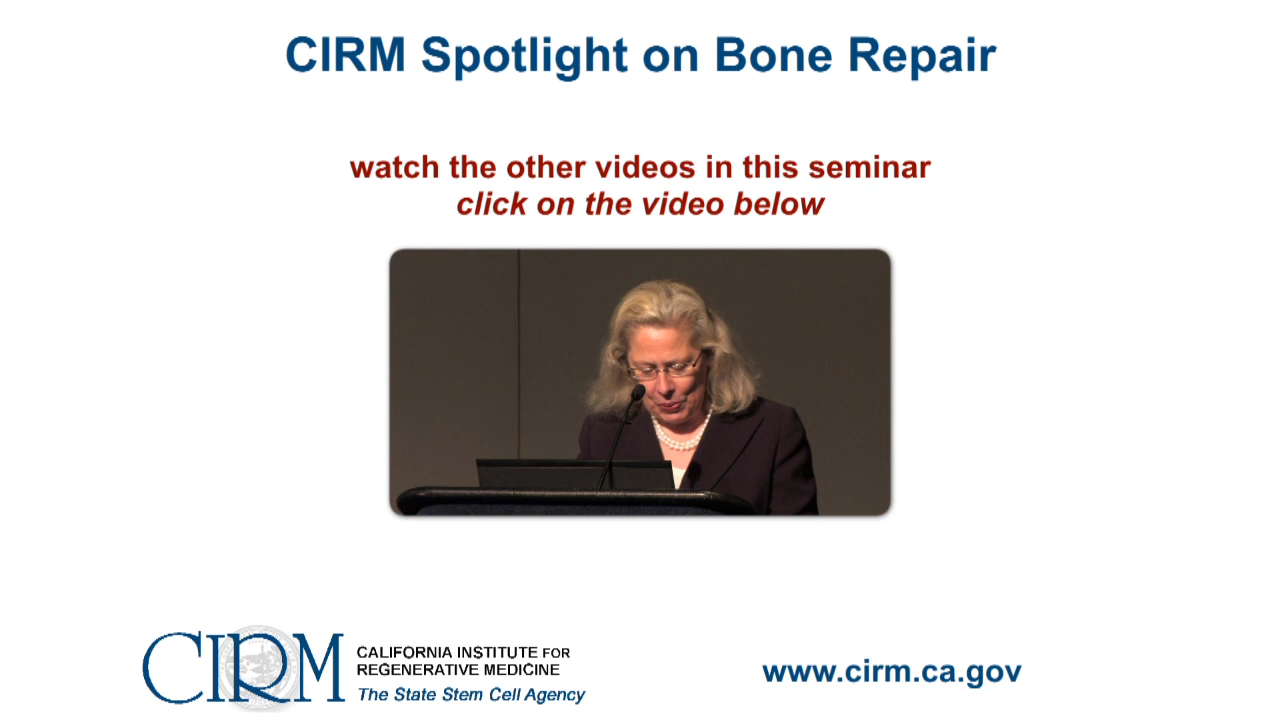 CIRM Spotlight on Bone Repair
watch the other videos in this seminar
click on the video below
CIRM
CALIFORNIA INSTITUTE FOR
REGENERATIVE MEDICINE
The State Stem Cell Agency
www.cirm.ca.gov